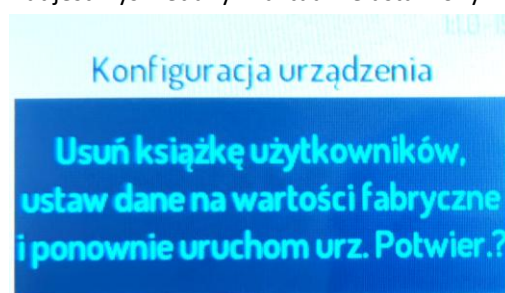 Konfiguracja urządzenia
Usuń książkę użytkowników,
ustaw dane na wartości fabryczne
i ponownie uruchom urz. Potwier.?